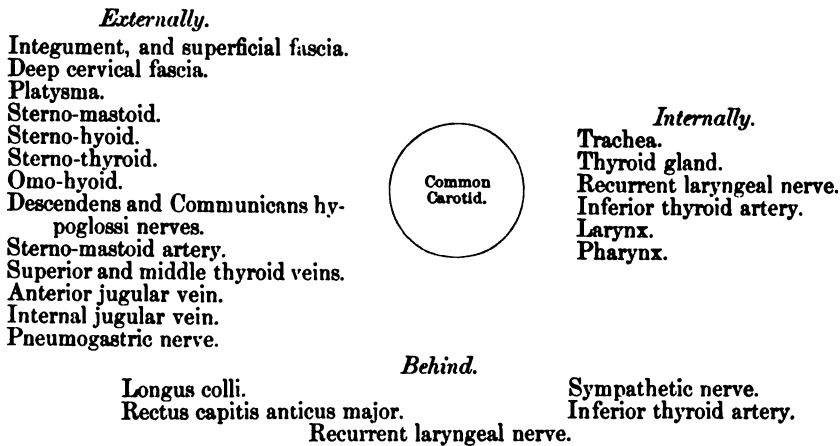 Externally.
Integument, and superficial fascia.
Deep cervical fascia.
Platysma.
Sterno-mastoid.
Sterno-hyoid.
Sterno-thyroid.
Omo-hyoid.
Descendens and Communicans hy-
poglossi nerves.
Sterno-mastoid artery.
Superior and middle thyroid veins.
Anterior jugular vein.
Internal jugular vein.
Pneumogastric nerve.
Common
Carotid.
Internally.
Trachea.
Thyroid gland.
Recurrent laryngeal nerve.
Inferior thyroid artery.
Larynx.
Pharynx.
Behind.
Longus colli.
Rectus capitis anticus major.
Sympathetic nerve.
Inferior thyroid artery.
Recurrent laryngeal nerve.